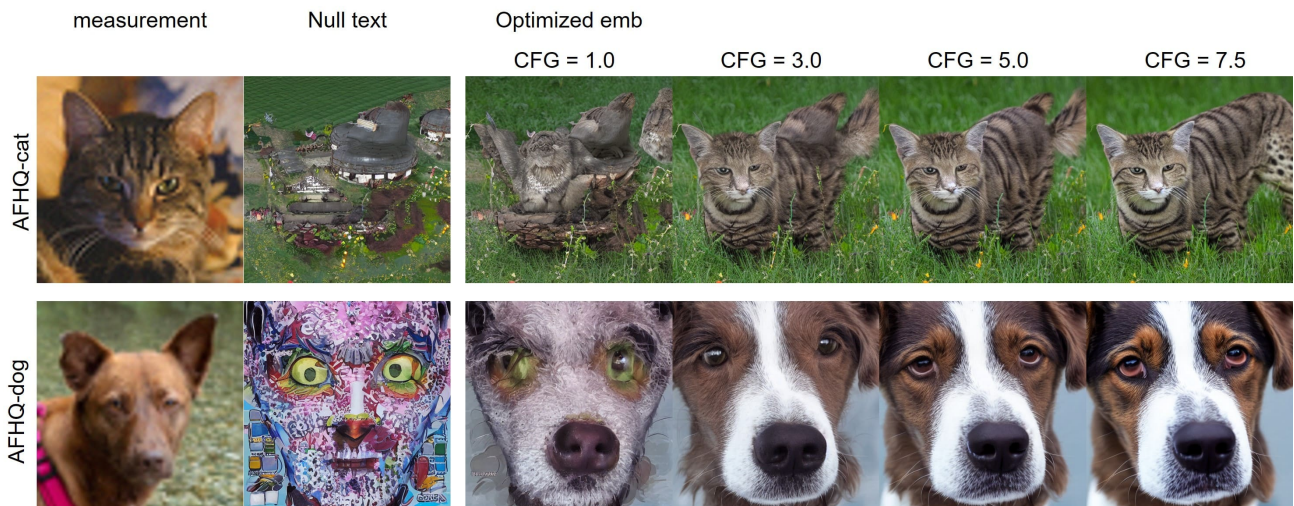 measurement Null text Optimized emb
CFG = 1.0 CFG = 3.0 CFG = 5.0 CFG = 7.5
AFHQ-cat
AFHQ-dog